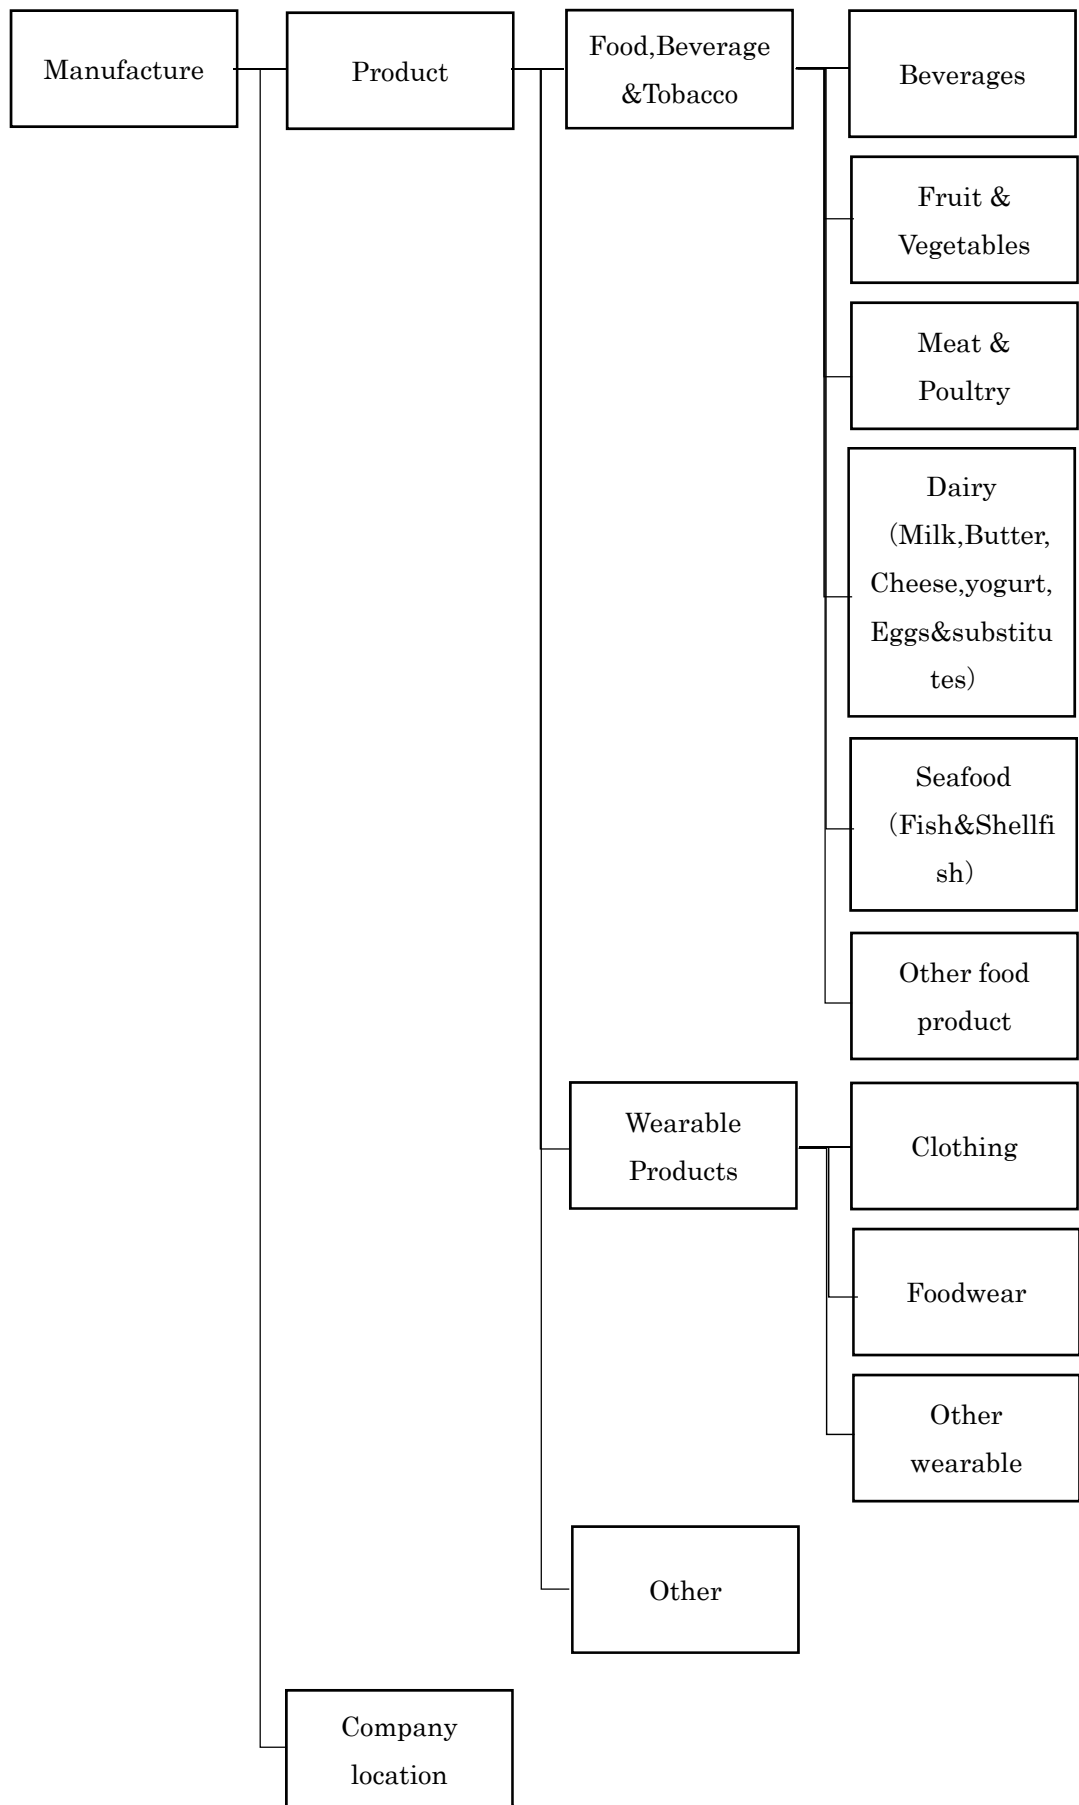 Manufacture
Product
Food,Beverage
&Tobacco
Beverages
Fruit &
Vegetables
Meat &
Poultry
Dairy
（Milk,Butter,
Cheese,yogurt,
Eggs&substitu
tes）
Seafood
（Fish&Shellfi
sh）
Other food
product
Wearable
Products
Clothing
Foodwear
Other
wearable
Other
Company
location